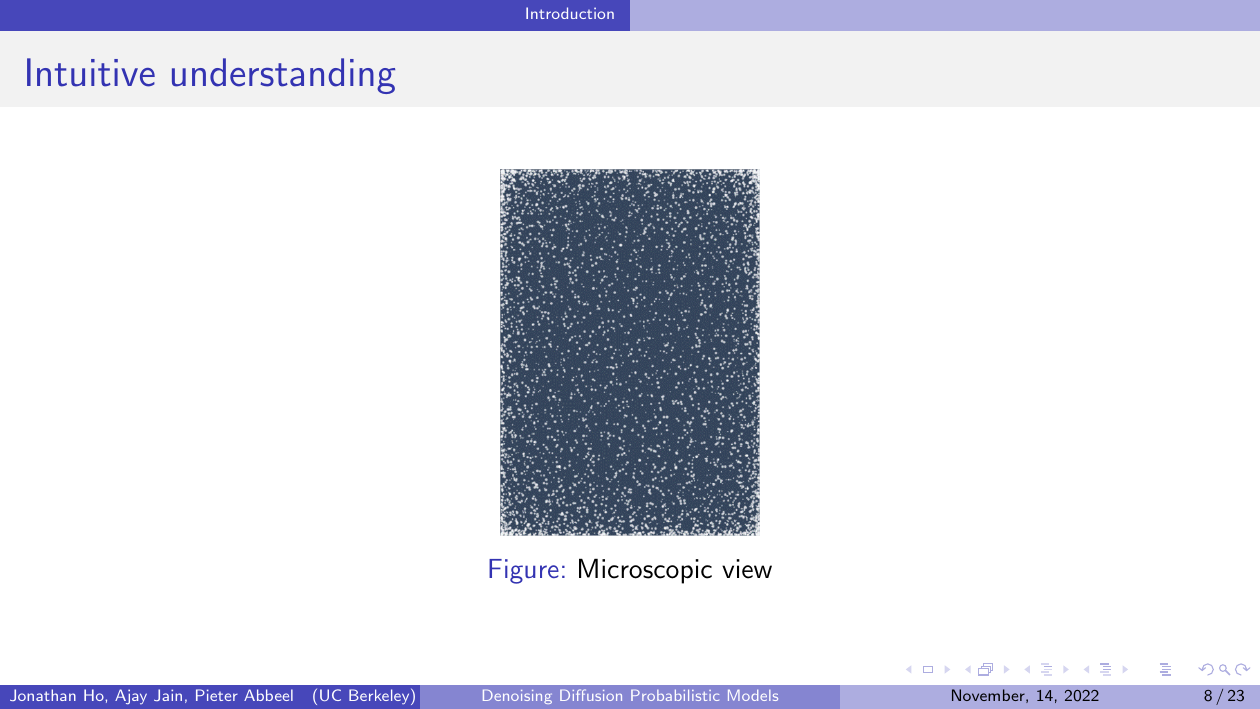 Introduction
Intuitive understanding
Figure: Microscopic view
Jonathan Ho, Ajay Jain, Pieter Abbeel (UC Berkeley)
Denoising Diffusion Probabilistic Models
November, 14, 2022
8 / 23